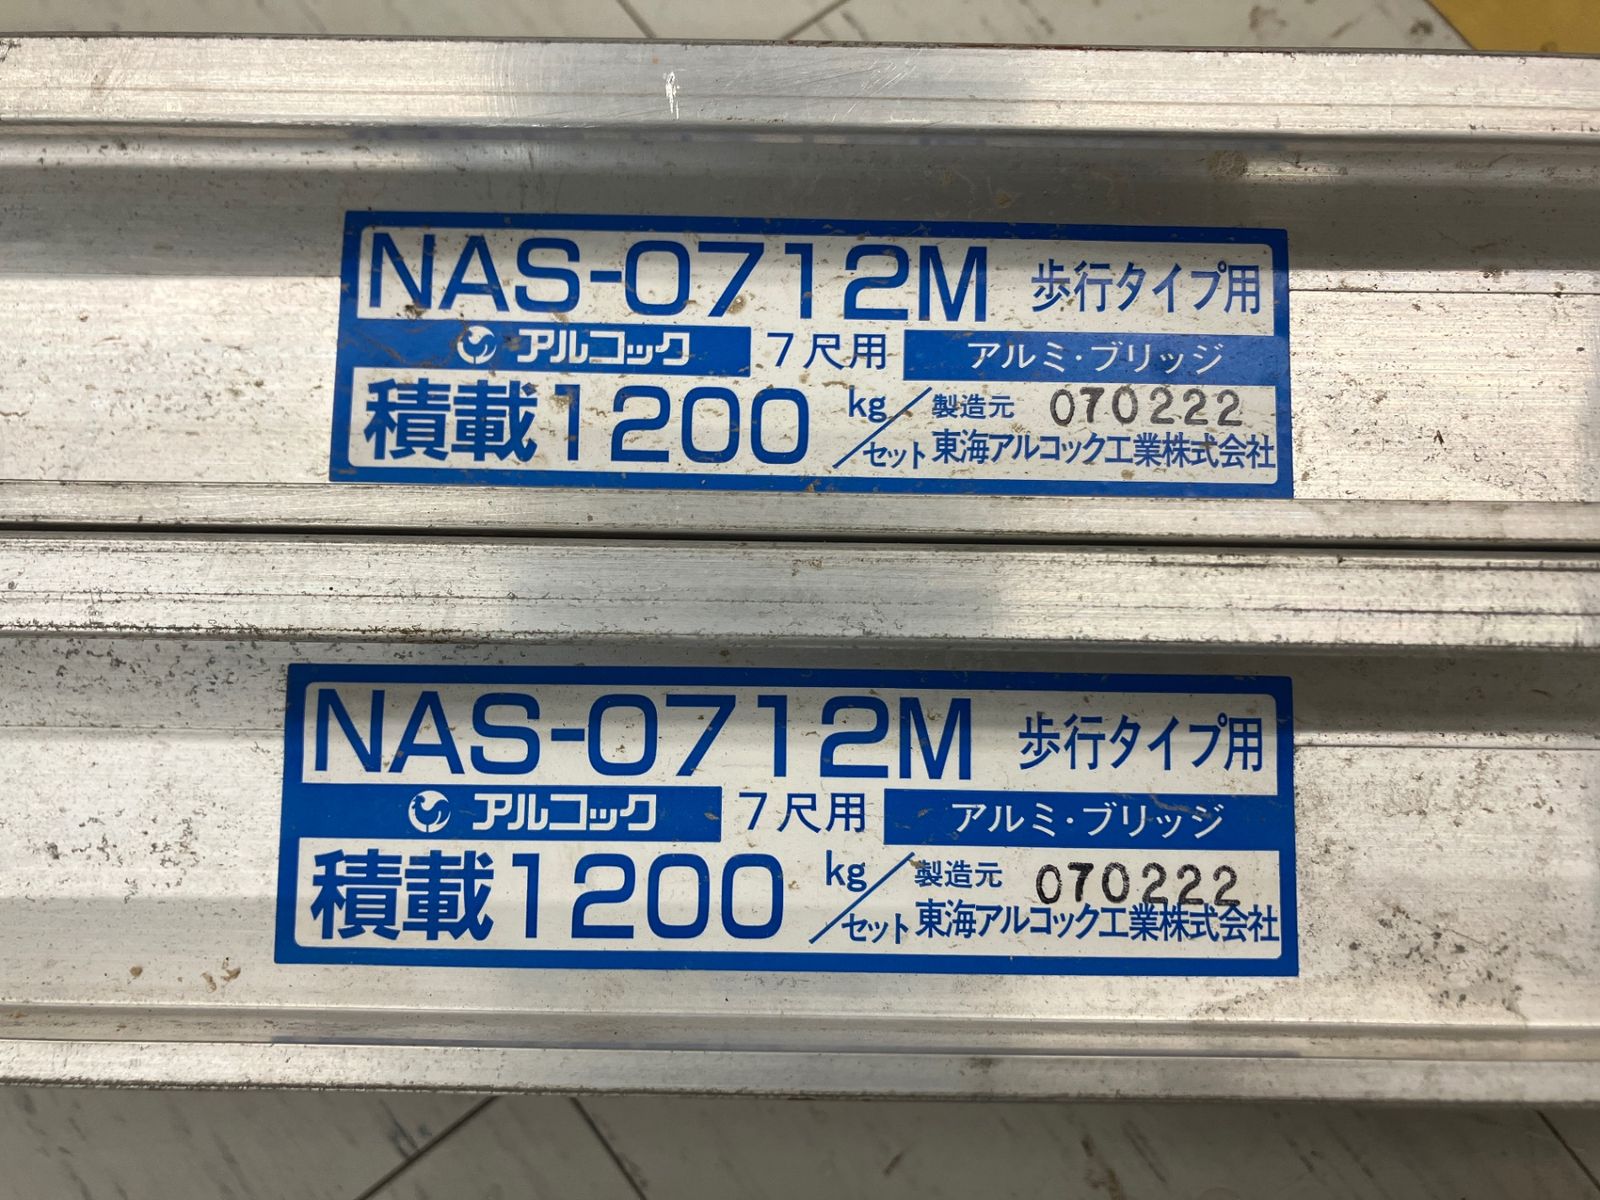 NAS-0712M 歩行タイプ用
アルコック 7尺用 アルミ・ブリッジ
積載1200kg/セット 製造元 070222
東海アルコック工業株式会社
NAS-0712M 歩行タイプ用
アルコック 7尺用 アルミ・ブリッジ
積載1200kg/セット 製造元 070222
東海アルコック工業株式会社